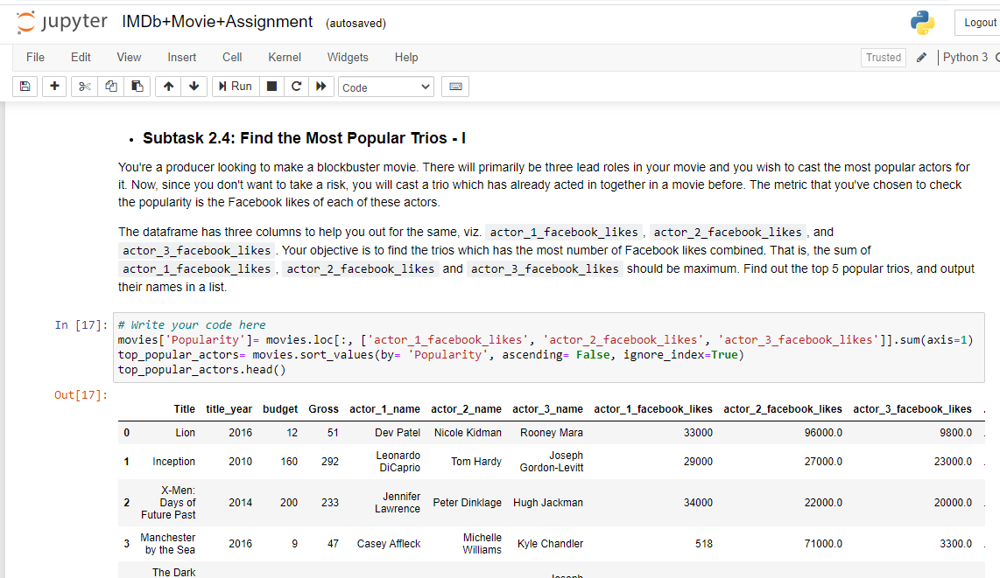 jupyter IMDb+Movie+Assignment (autosaved) Logout
File Edit View Insert Cell Kernel Widgets Help Trusted Python 3
Run Code
• Subtask 2.4: Find the Most Popular Trios - I
You're a producer looking to make a blockbuster movie. There will primarily be three lead roles in your movie and you wish to cast the most popular actors for
it. Now, since you don't want to take a risk, you will cast a trio which has already acted in together in a movie before. The metric that you've chosen to check
the popularity is the Facebook likes of each of these actors.
The dataframe has three columns to help you out for the same, viz. actor_1_facebook_likes , actor_2_facebook_likes , and
actor_3_facebook_likes . Your objective is to find the trios which has the most number of Facebook likes combined. That is, the sum of
actor_1_facebook_likes , actor_2_facebook_likes and actor_3_facebook_likes should be maximum. Find out the top 5 popular trios, and output
their names in a list.
In [17]: # Write your code here
movies['Popularity']= movies.loc[:, ['actor_1_facebook_likes', 'actor_2_facebook_likes', 'actor_3_facebook_likes']].sum(axis=1)
top_popular_actors= movies.sort_values(by= 'Popularity', ascending= False, ignore_index=True)
top_popular_actors.head()
Out[17]:
Title title_year budget Gross actor_1_name actor_2_name actor_3_name actor_1_facebook_likes actor_2_facebook_likes actor_3_facebook_likes .
0 Lion 2016 12 51 Dev Patel Nicole Kidman Rooney Mara 33000 96000.0 9800.0 .
1 Inception 2010 160 292 Leonardo DiCaprio Tom Hardy Joseph Gordon-Levitt 29000 27000.0 23000.0 .
2 X-Men: Days of Future Past 2014 200 233 Jennifer Lawrence Peter Dinklage Hugh Jackman 34000 22000.0 20000.0 .
3 Manchester by the Sea 2016 9 47 Casey Affleck Michelle Williams Kyle Chandler 518 71000.0 3300.0 .
The Dark Joseph